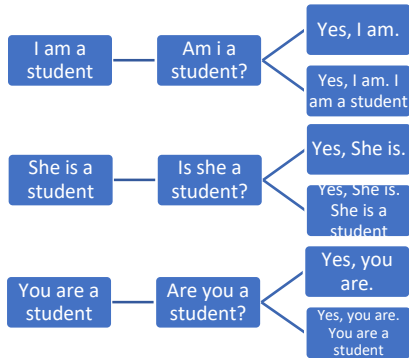 I am a
student
Am i a
student?
Yes, I am.
Yes, I am. I
am a student
She is a
student
Is she a
student?
Yes, She is.
Yes, She is.
She is a
student
You are a
student
Are you a
student?
Yes, you
are.
Yes, you are.
You are a
student